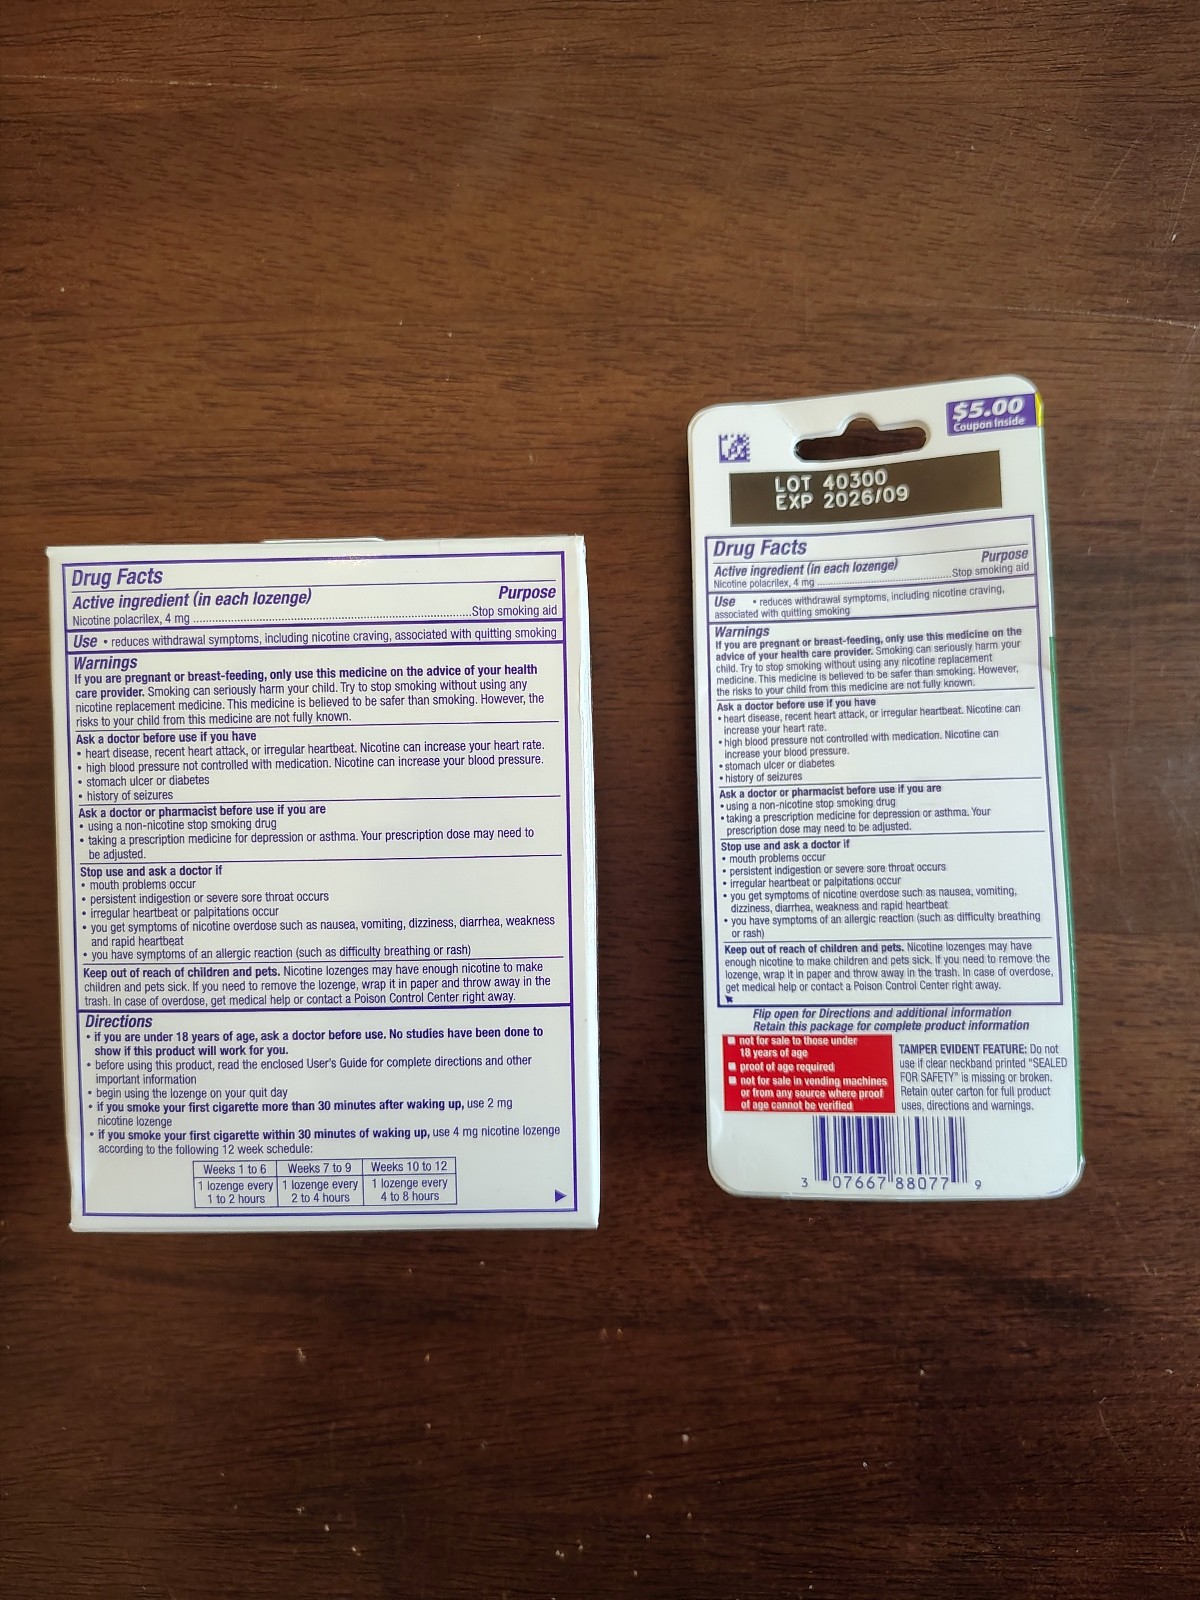 Drug Facts
Active ingredient (in each lozenge) Purpose
Nicotine polacrilex, 4 mg ........ Stop smoking aid
Use • reduces withdrawal symptoms, including nicotine craving, associated with quitting smoking
Warnings
If you are pregnant or breast-feeding, only use this medicine on the advice of your health
care provider. Smoking can seriously harm your child. Try to stop smoking without using any
nicotine replacement medicine. This medicine is believed to be safer than smoking. However, the
risks to your child from this medicine are not fully known.
Ask a doctor before use if you have
• heart disease, recent heart attack, or irregular heartbeat. Nicotine can increase your heart rate.
• high blood pressure not controlled with medication. Nicotine can increase your blood pressure.
• stomach ulcer or diabetes
• history of seizures
Ask a doctor or pharmacist before use if you are
• using a non-nicotine stop smoking drug
• taking a prescription medicine for depression or asthma. Your prescription dose may need to
be adjusted.
Stop use and ask a doctor if
• mouth problems occur
• persistent indigestion or severe sore throat occurs
• irregular heartbeat or palpitations occur
• you get symptoms of nicotine overdose such as nausea, vomiting, dizziness, diarrhea, weakness
and rapid heartbeat
• you have symptoms of an allergic reaction (such as difficulty breathing or rash)
Keep out of reach of children and pets. Nicotine lozenges may have enough nicotine to make
children and pets sick. If you need to remove the lozenge, wrap it in paper and throw away in the
trash. In case of overdose, get medical help or contact a Poison Control Center right away.
Directions
• if you are under 18 years of age, ask a doctor before use. No studies have been done to
show if this product will work for you.
• before using this product, read the enclosed User's Guide for complete directions and other
important information
• begin using the lozenge on your quit day
• if you smoke your first cigarette more than 30 minutes after waking up, use 2 mg
nicotine lozenge
• if you smoke your first cigarette within 30 minutes of waking up, use 4 mg nicotine lozenge
according to the following 12 week schedule:
Weeks 1 to 6 Weeks 7 to 9 Weeks 10 to 12
1 lozenge every 1 lozenge every 1 lozenge every
1 to 2 hours 2 to 4 hours 4 to 8 hours
$5.00
Coupon Inside
LOT 40300
EXP 2026/09
Drug Facts
Active ingredient (in each lozenge) Purpose
Nicotine polacrilex, 4 mg ........ Stop smoking aid
Use • reduces withdrawal symptoms, including nicotine craving,
associated with quitting smoking
Warnings
If you are pregnant or breast-feeding, only use this medicine on the
advice of your health care provider. Smoking can seriously harm your
child. Try to stop smoking without using any nicotine replacement
medicine. This medicine is believed to be safer than smoking. However,
the risks to your child from this medicine are not fully known.
Ask a doctor before use if you have
• heart disease, recent heart attack, or irregular heartbeat. Nicotine can
increase your heart rate.
• high blood pressure not controlled with medication. Nicotine can
increase your blood pressure.
• stomach ulcer or diabetes
• history of seizures
Ask a doctor or pharmacist before use if you are
• using a non-nicotine stop smoking drug
• taking a prescription medicine for depression or asthma. Your
prescription dose may need to be adjusted.
Stop use and ask a doctor if
• mouth problems occur
• persistent indigestion or severe sore throat occurs
• irregular heartbeat or palpitations occur
• you get symptoms of nicotine overdose such as nausea, vomiting,
dizziness, diarrhea, weakness and rapid heartbeat
• you have symptoms of an allergic reaction (such as difficulty breathing
or rash)
Keep out of reach of children and pets. Nicotine lozenges may have
enough nicotine to make children and pets sick. If you need to remove the
lozenge, wrap it in paper and throw away in the trash. In case of overdose,
get medical help or contact a Poison Control Center right away.
Flip open for Directions and additional information
Retain this package for complete product information
■ not for sale to those under
18 years of age
■ proof of age required
■ not for sale in vending machines
or from any source where proof
of age cannot be verified
TAMPER EVIDENT FEATURE: Do not
use if clear neckband printed "SEALED
FOR SAFETY" is missing or broken.
Retain outer carton for full product
uses, directions and warnings.
3 07667 88077 9